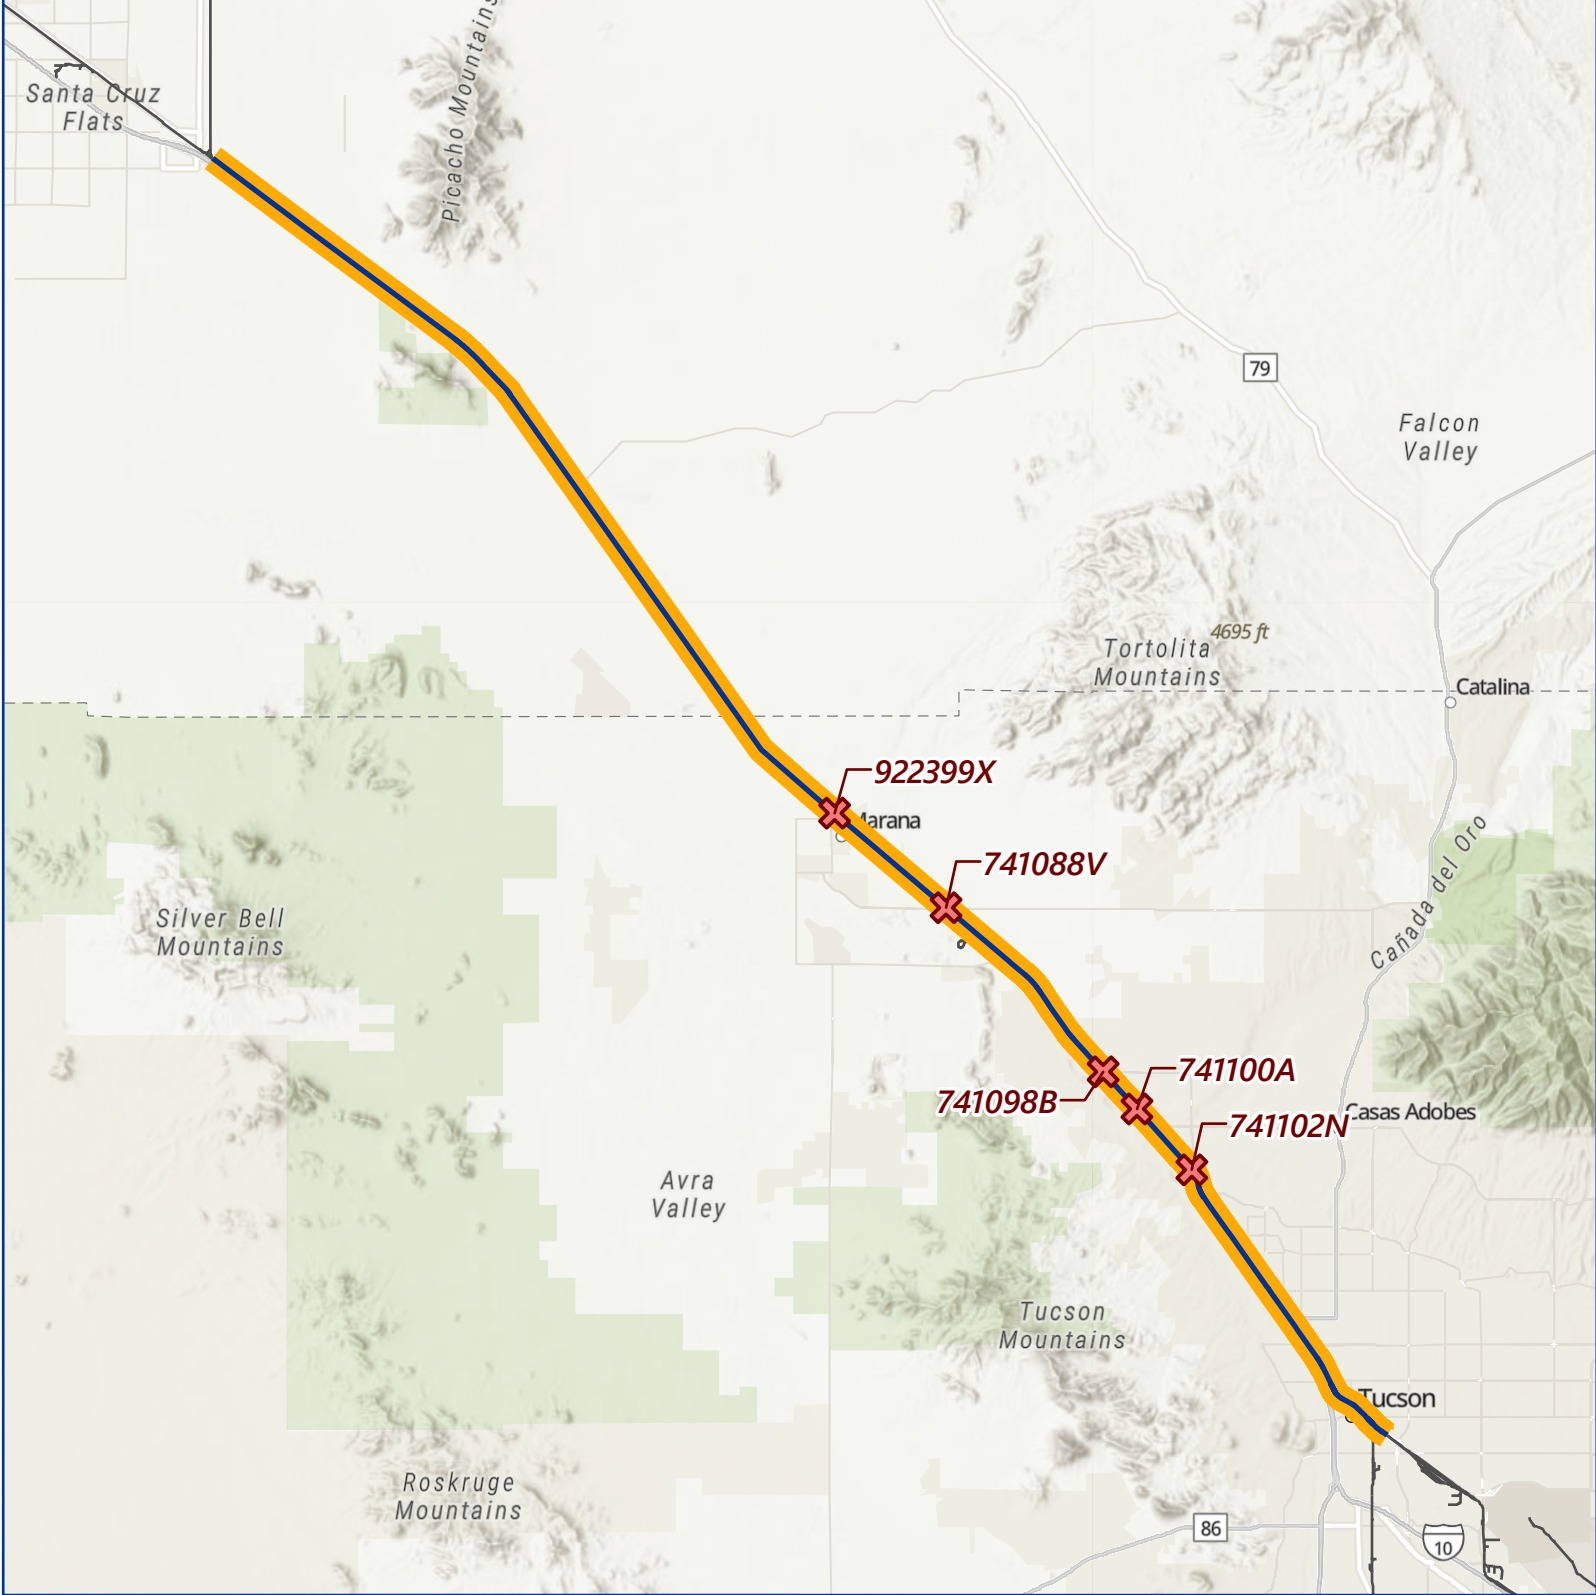 Picacho Mountains
Santa Cruz
Flats
79
Falcon
Valley
4695 ft
Tortolita
Mountains
Catalina
922399X
Marana
741088V
Cañada del Oro
Silver Bell
Mountains
741100A
741098B
Casas Adobes
741102N
Avra
Valley
Tucson
Mountains
Tucson
Roskruge
Mountains
86
10